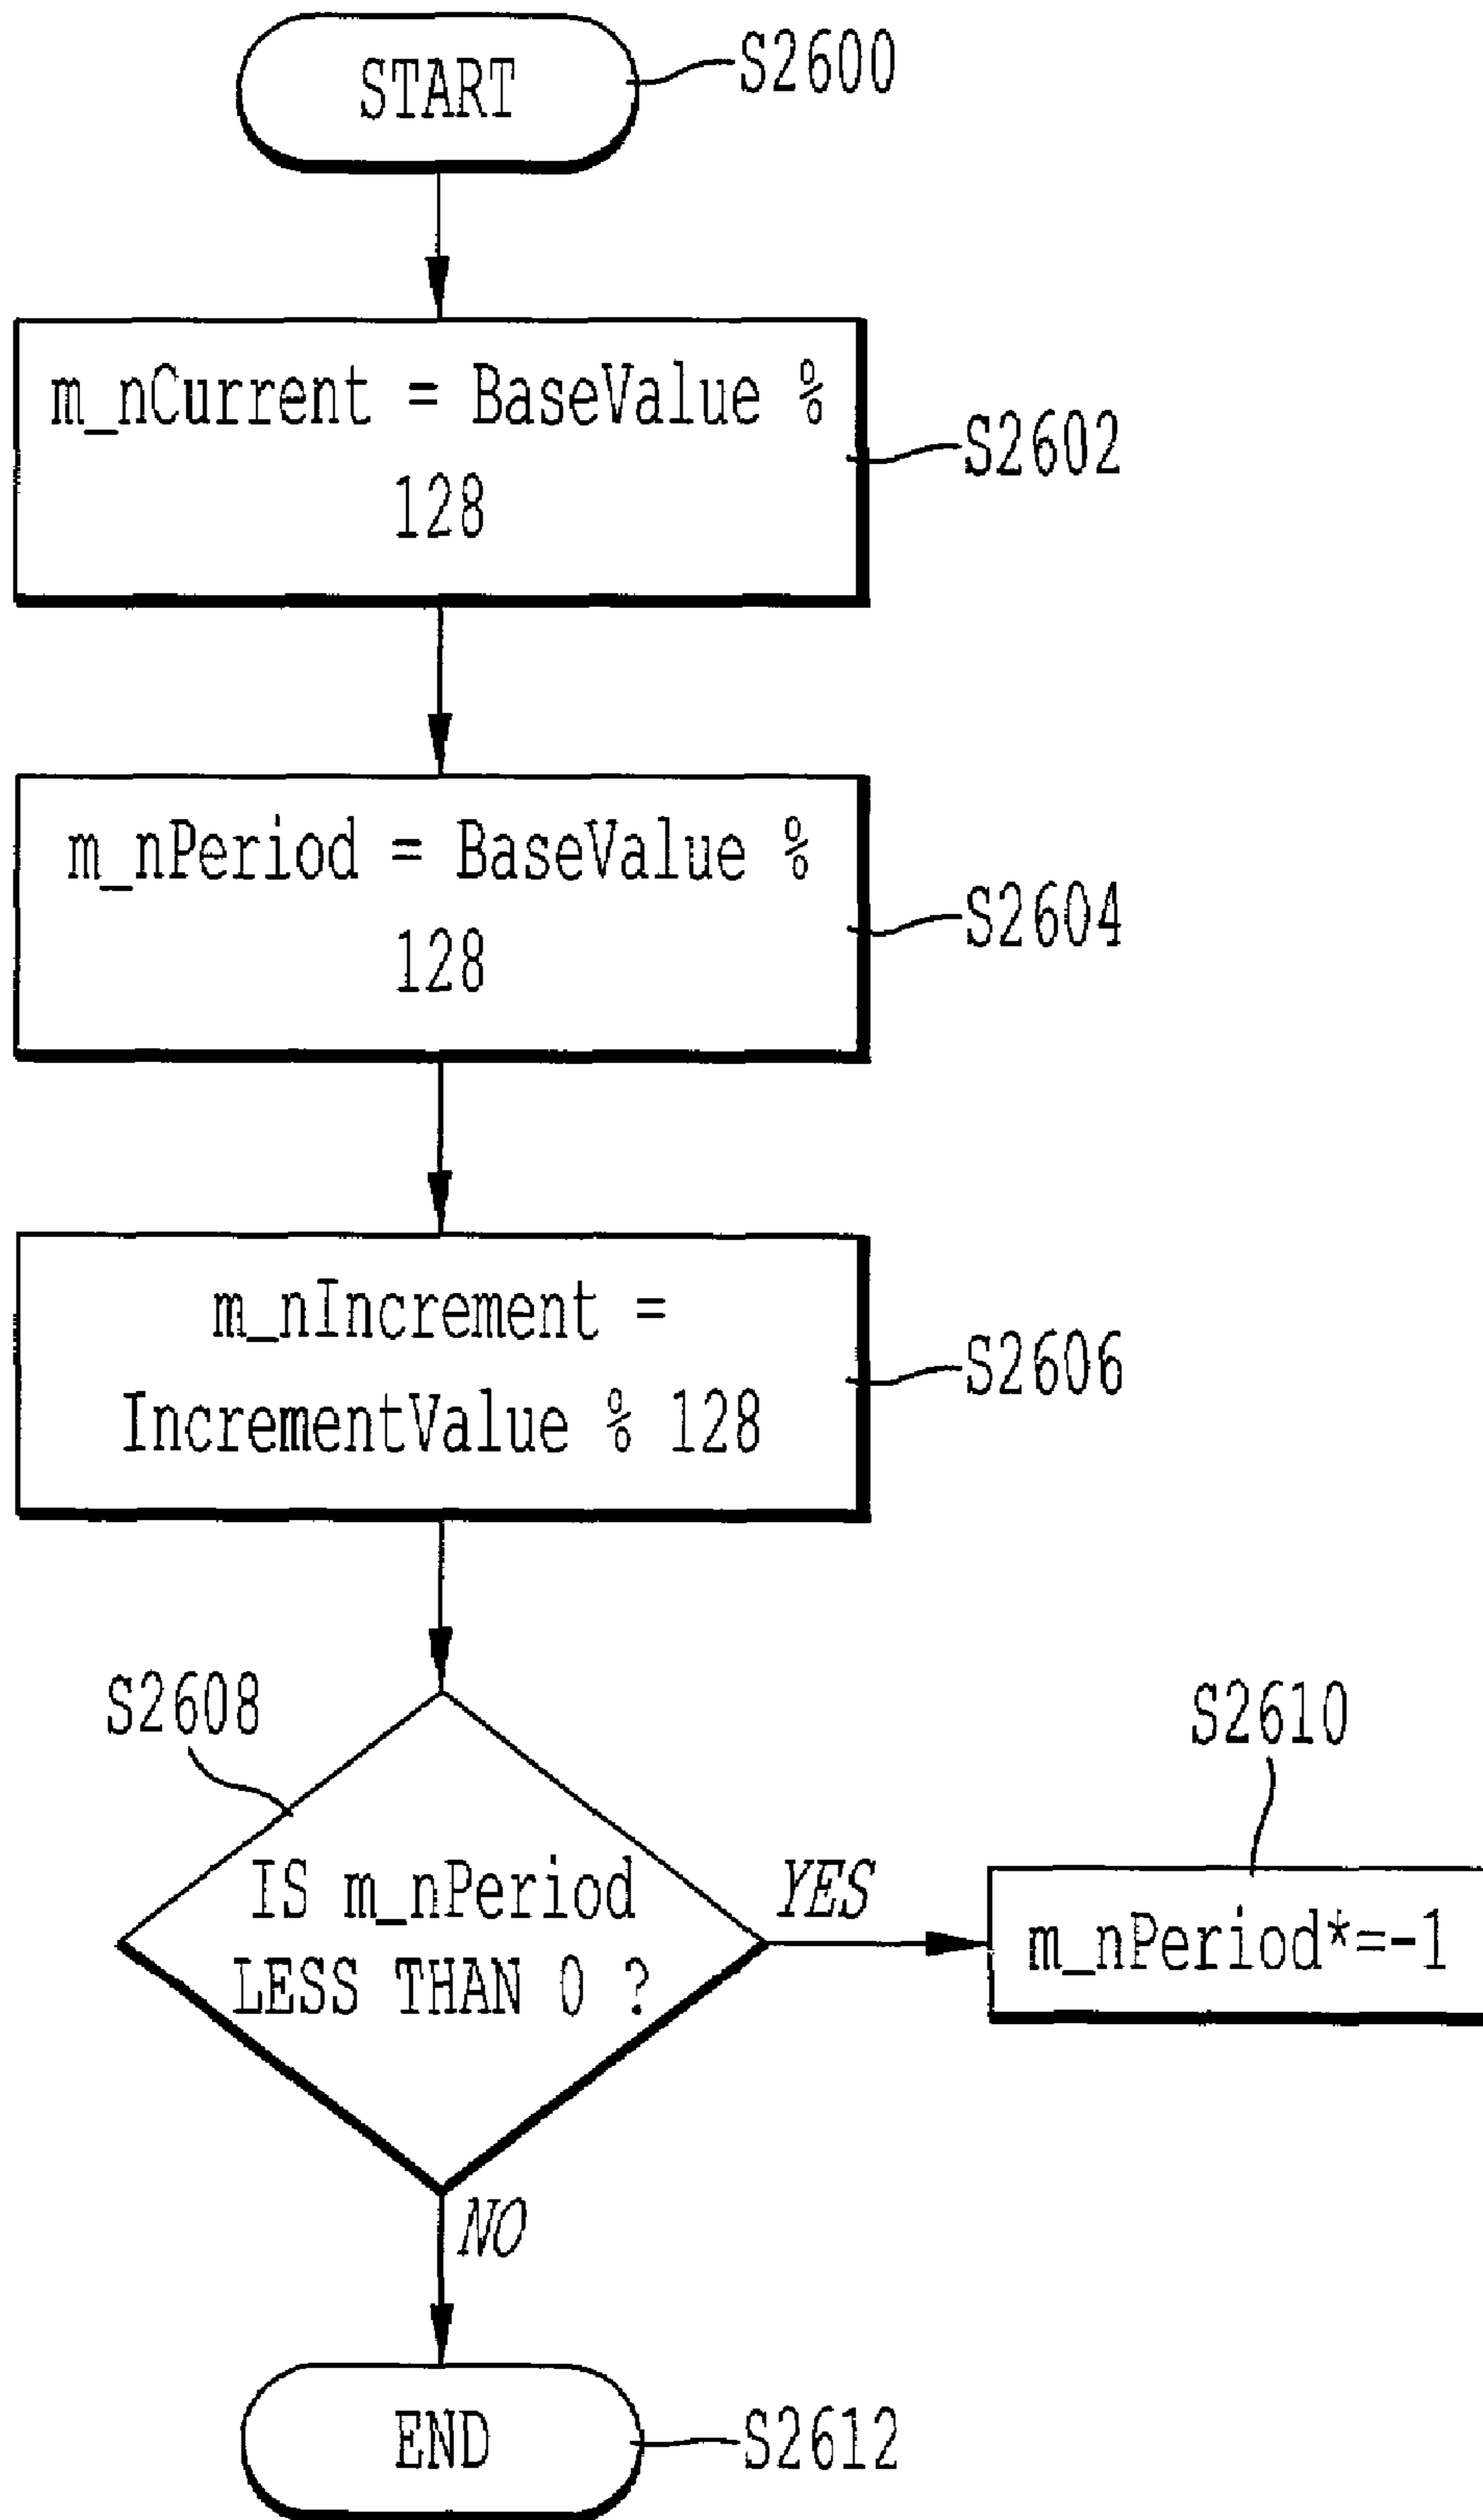 START
S2600
m_nCurrent = BaseValue %
128
S2602
m_nPeriod = BaseValue %
128
S2604
m_nIncrement =
IncrementValue % 128
S2606
S2608
IS m_nPeriod
LESS THAN 0 ?
YES
S2610
m_nPeriod*=-1
NO
END
S2612